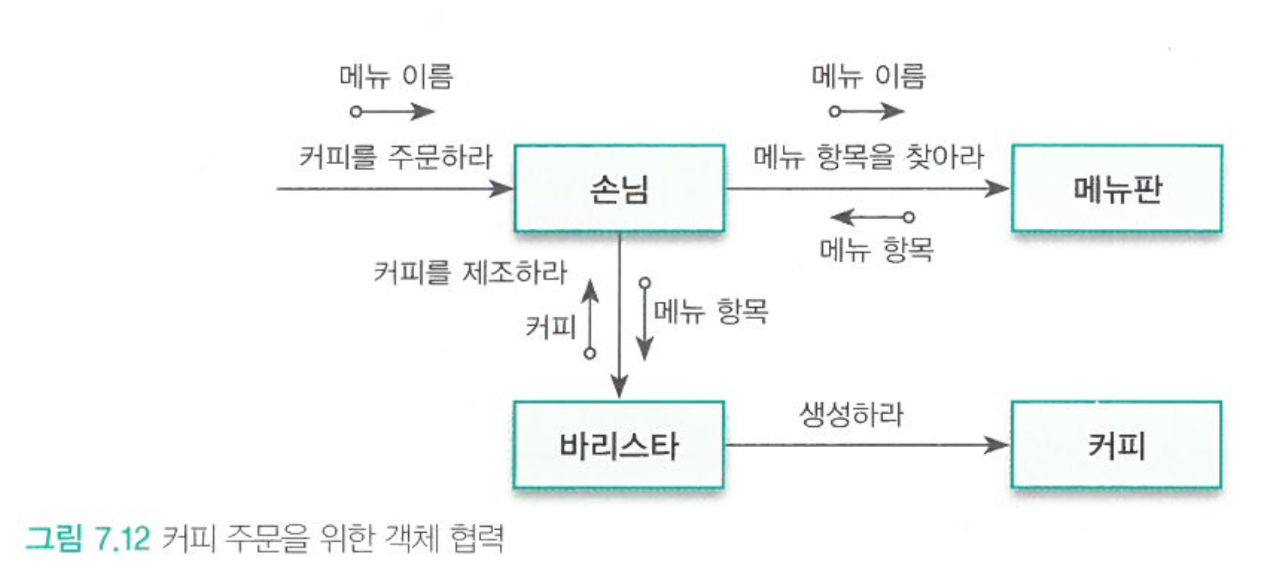 메뉴 이름
메뉴 이름
커피를 주문하라
손님
메뉴 항목을 찾아라
메뉴판
메뉴 항목
커피를 제조하라
커피
메뉴 항목
바리스타
생성하라
커피
그림 7.12 커피 주문을 위한 객체 협력